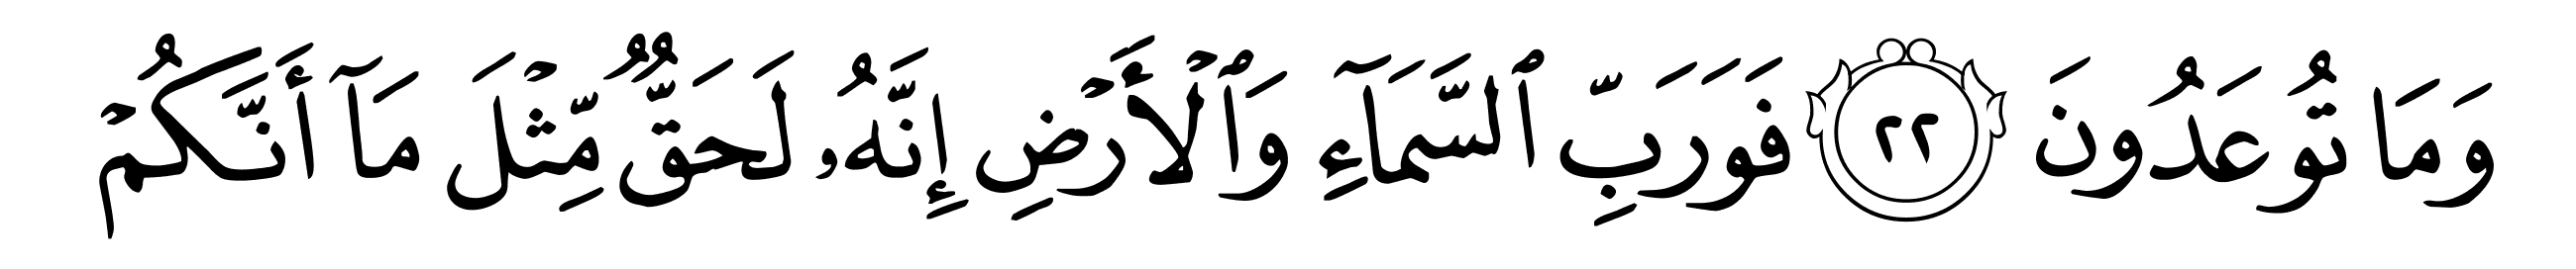 وَمَا تُوعَدُونَ ۝٢٢ فَوَرَبِّ ٱلسَّمَآءِ وَٱلْأَرْضِ إِنَّهُۥ لَحَقٌّ مِّثْلَ مَآ أَنَّكُمْ